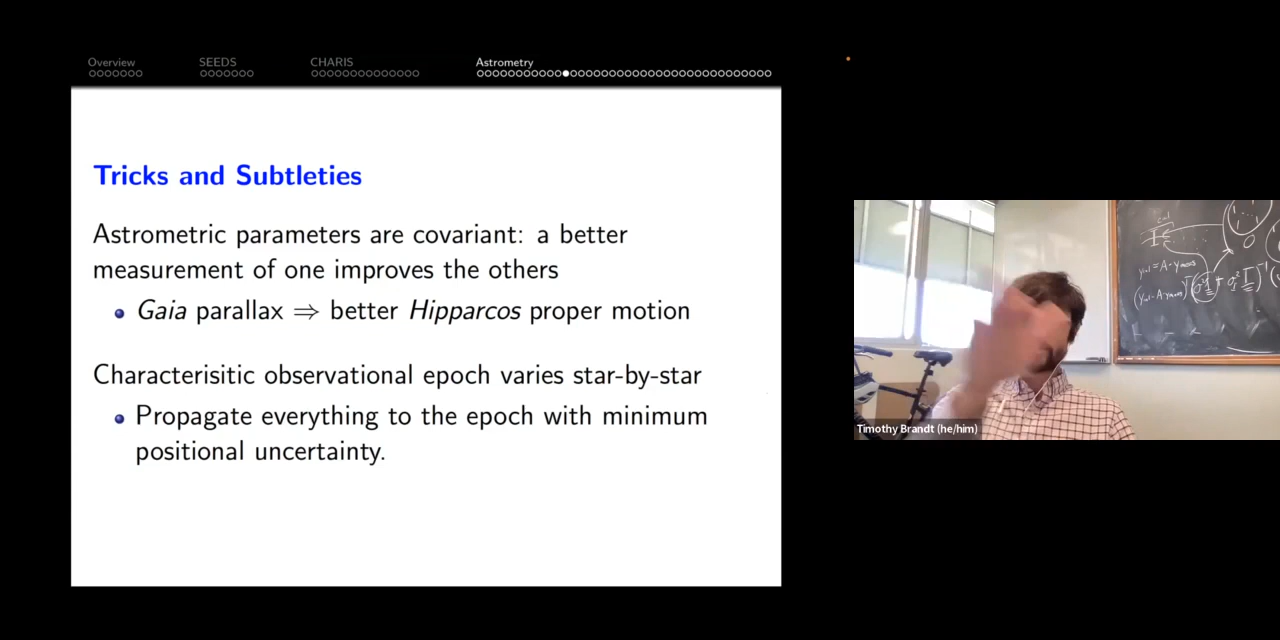 Overview SEEDS CHARIS Astrometry
Tricks and Subtleties
Astrometric parameters are covariant: a better
measurement of one improves the others
Gaia parallax ⇒ better Hipparcos proper motion
Characterisitic observational epoch varies star-by-star
Propagate everything to the epoch with minimum
positional uncertainty.
Timothy Brandt (he/him)